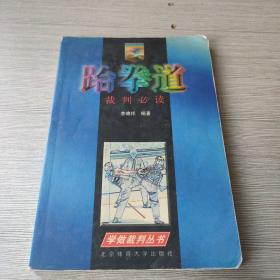 跆拳道
裁判必读
李德祥 编著
学做裁判丛书
北京体育大学出版社